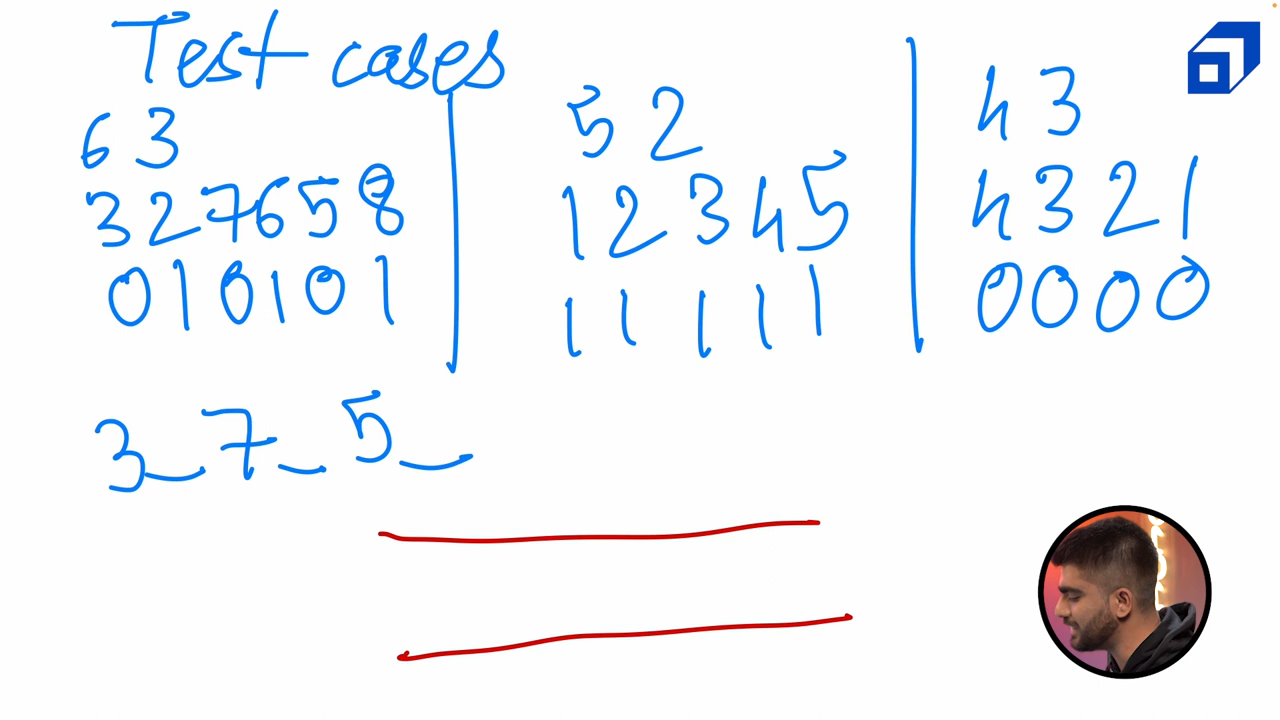 Test cases
6 3
3 2 7 6 5 8
0 1 0 1 0 1
5 2
1 2 3 4 5
1 1 1 1 1
4 3
4 3 2 1
0 0 0 0
3 _ 7 _ 5 _